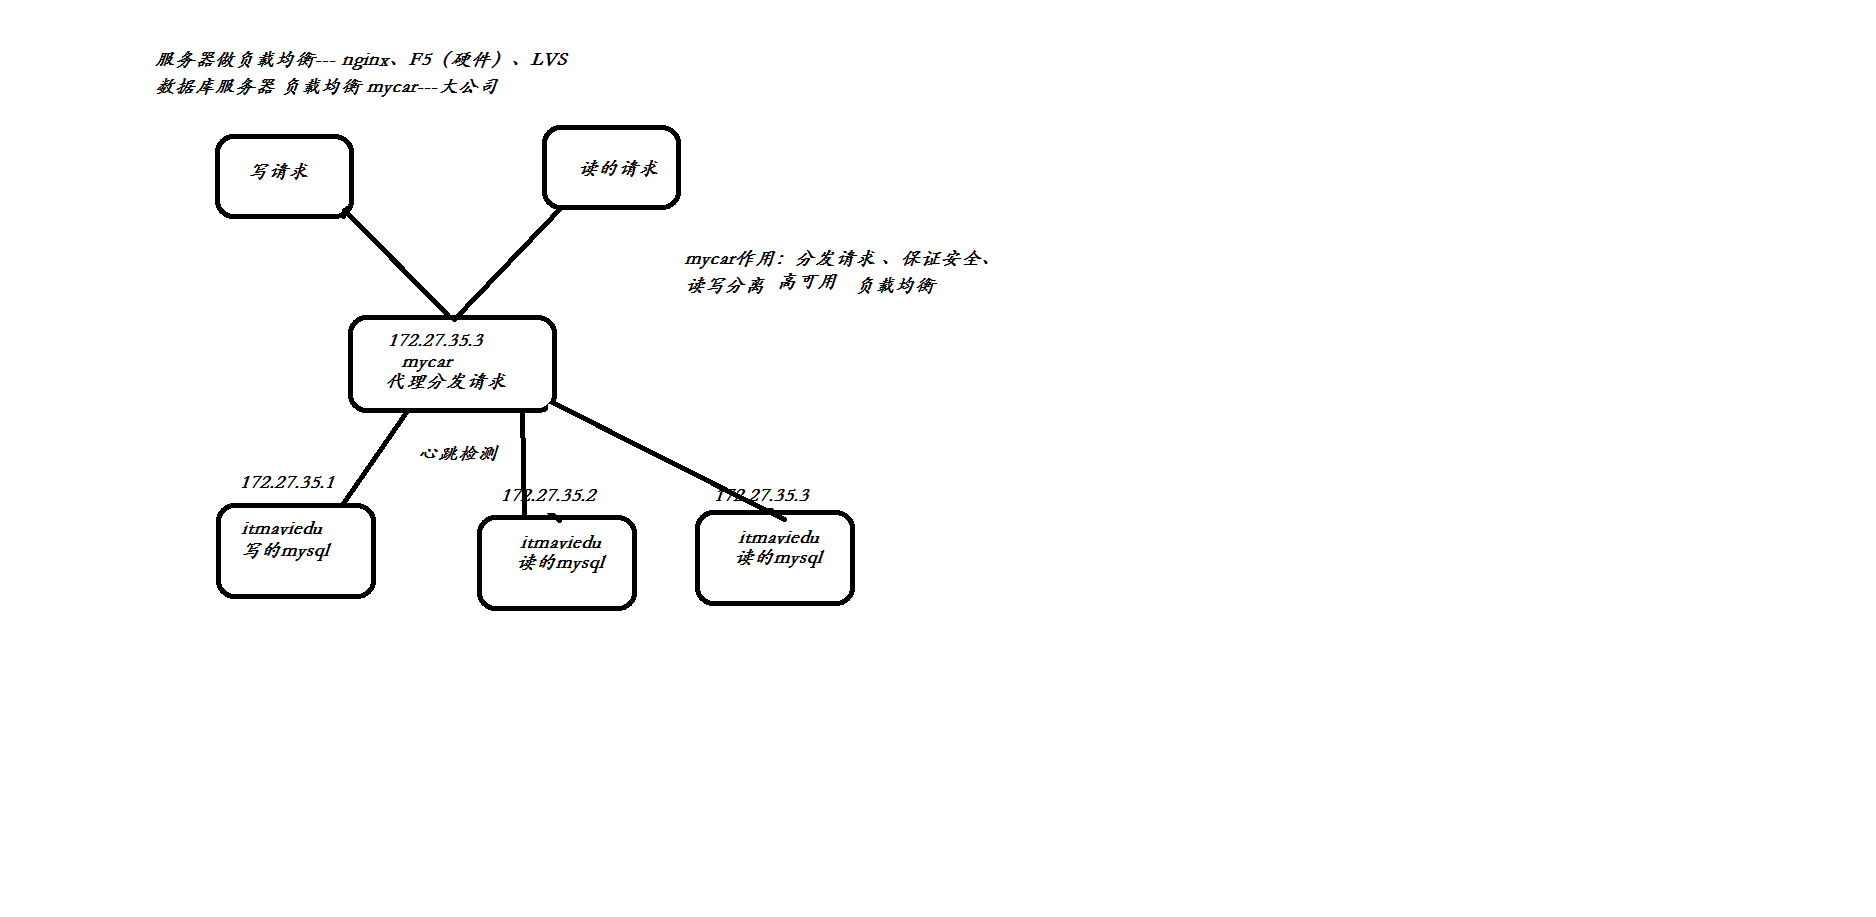 服务器做负载均衡--- nginx、F5（硬件）、LVS
数据库服务器 负载均衡 mycar---大公司
写请求
读的请求
mycar作用：分发请求 、保证安全、
读写分离 高可用 负载均衡
172.27.35.3
mycar
代理分发请求
心跳检测
172.27.35.1
172.27.35.2
172.27.35.3
itmayiedu
写的mysql
itmayiedu
读的mysql
itmayiedu
读的mysql